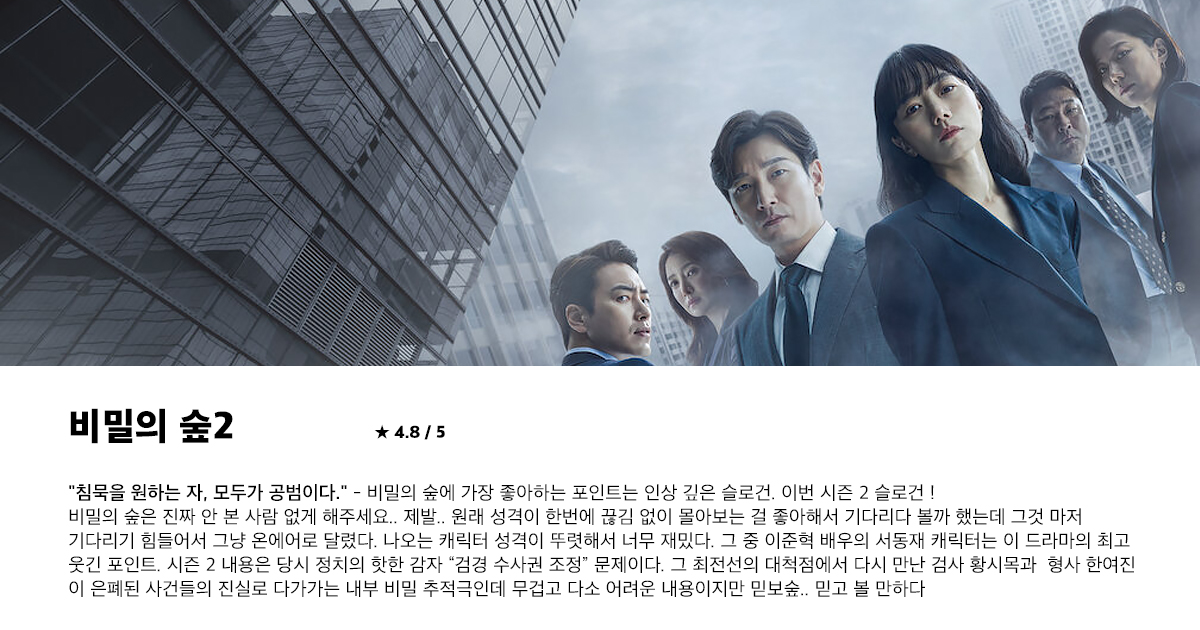 비밀의 숲2
★ 4.8 / 5
"침묵을 원하는 자, 모두가 공범이다." - 비밀의 숲에 가장 좋아하는 포인트는 인상 깊은 슬로건. 이번 시즌 2 슬로건 !
비밀의 숲은 진짜 안 본 사람 없게 해주세요.. 제발.. 원래 성격이 한번에 끊김 없이 몰아보는 걸 좋아해서 기다리다 볼까 했는데 그것 마저
기다리기 힘들어서 그냥 온에어로 달렸다. 나오는 캐릭터 성격이 뚜렷해서 너무 재밌다. 그 중 이준혁 배우의 서동재 캐릭터는 이 드라마의 최고
웃긴 포인트. 시즌 2 내용은 당시 정치의 핫한 감자 “검경 수사권 조정” 문제이다. 그 최전선의 대척점에서 다시 만난 검사 황시목과  형사 한여진
이 은폐된 사건들의 진실로 다가가는 내부 비밀 추적극인데 무겁고 다소 어려운 내용이지만 믿보숲.. 믿고 볼 만하다